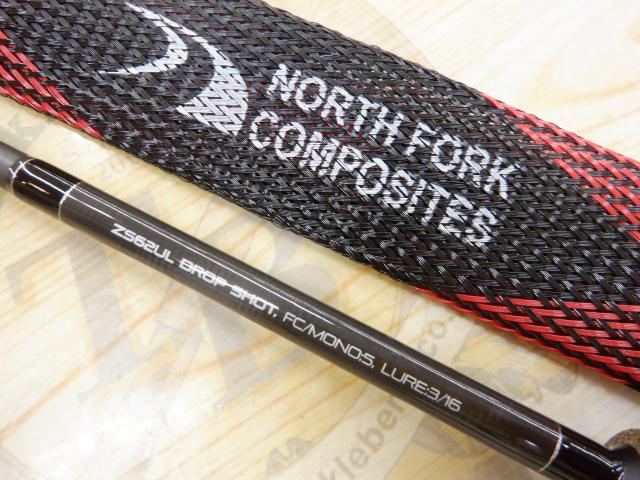 NORTH FORK
COMPOSITES
ZS62UL DROP SHOT, FC/MONO:5, LURE:3/16